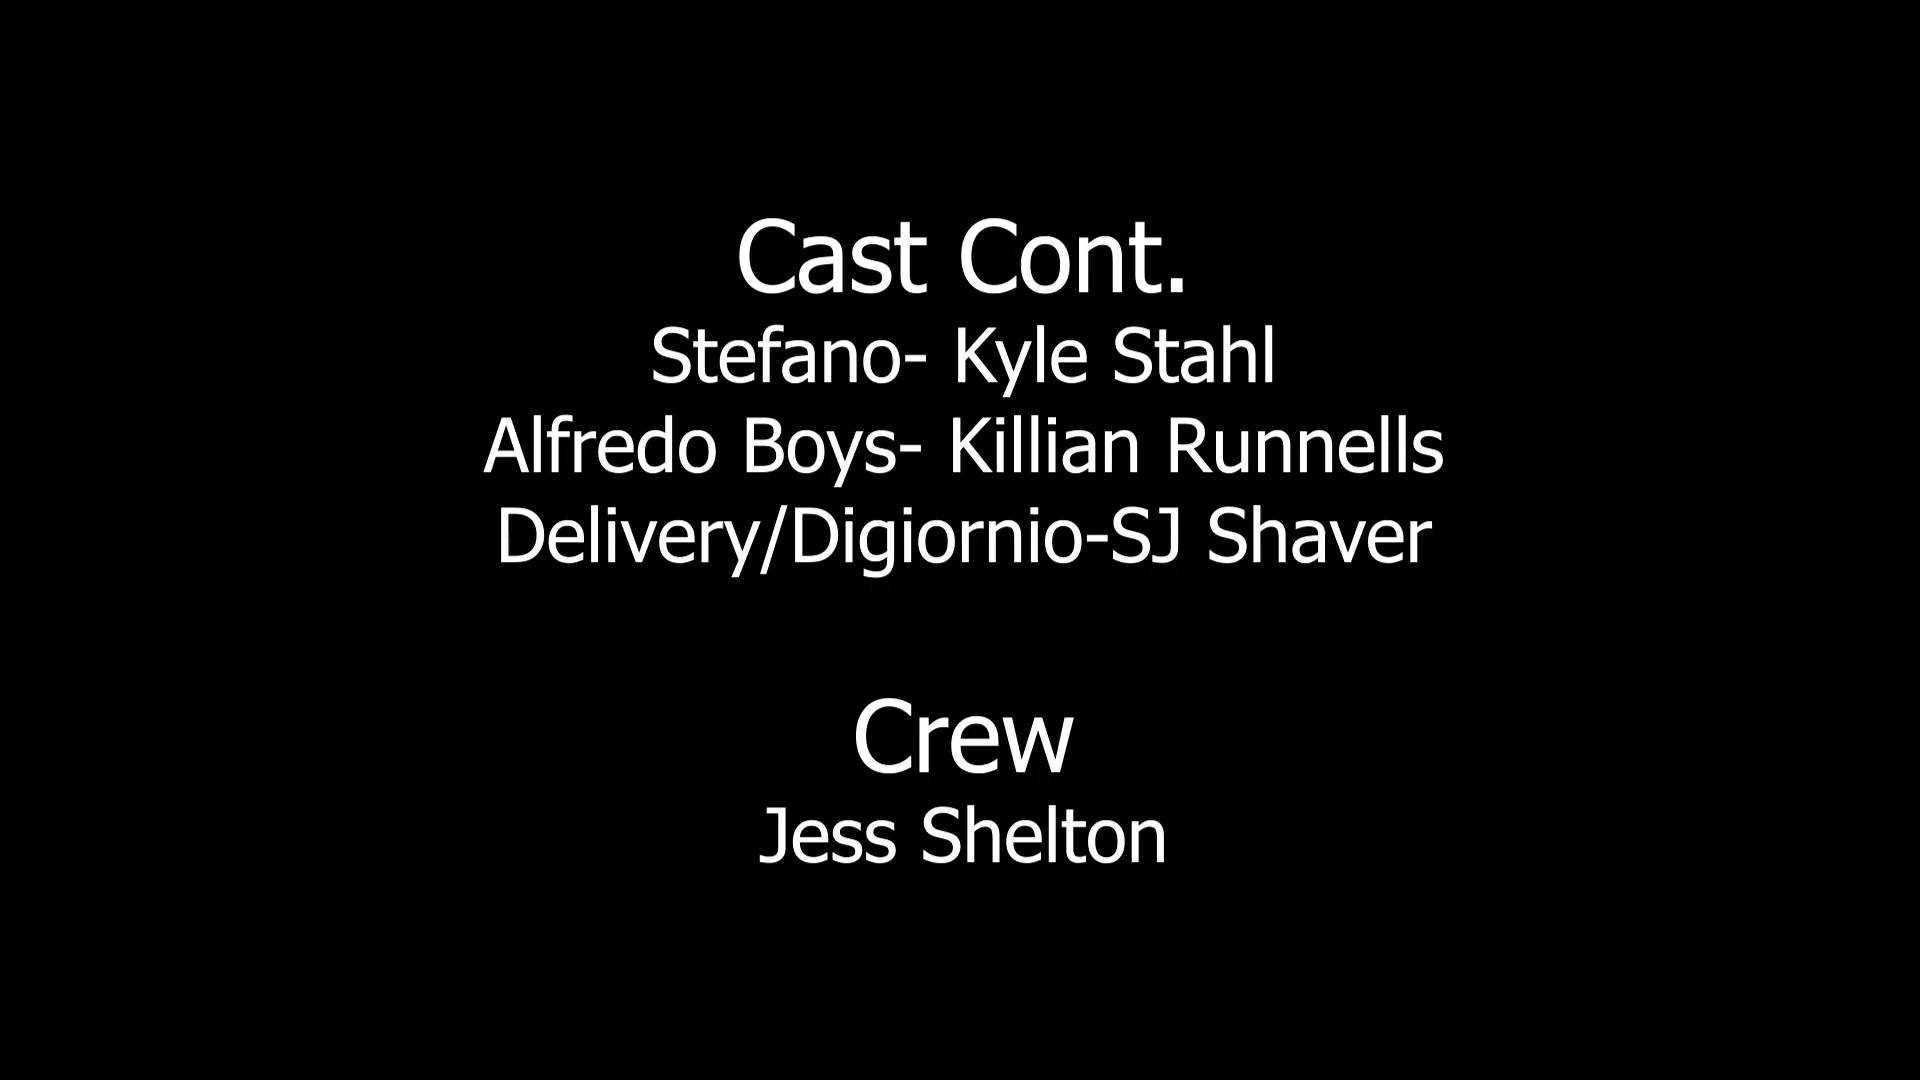 Cast Cont.
Stefano- Kyle Stahl
Alfredo Boys- Killian Runnells
Delivery/Digiornio-SJ Shaver
Crew
Jess Shelton